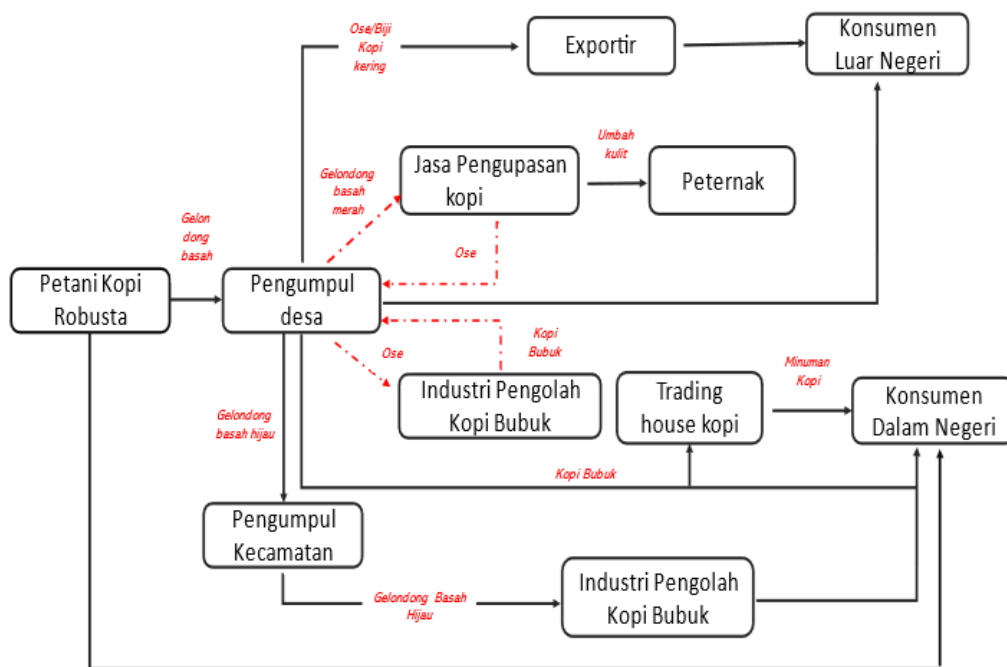 Ose/Biji
Kopi
kering
Exportir
Konsumen
Luar Negeri
Gelondong
basah
merah
Jasa Pengupasan
kopi
Umbah
kulit
Peternak
Gelon
dong
basah
Ose
Petani Kopi
Robusta
Pengumpul
desa
Ose
Kopi
Bubuk
Gelondong
basah hijau
Industri Pengolah
Kopi Bubuk
Trading
house kopi
Minuman
Kopi
Konsumen
Dalam Negeri
Kopi Bubuk
Pengumpul
Kecamatan
Gelondong Basah
Hijau
Industri Pengolah
Kopi Bubuk